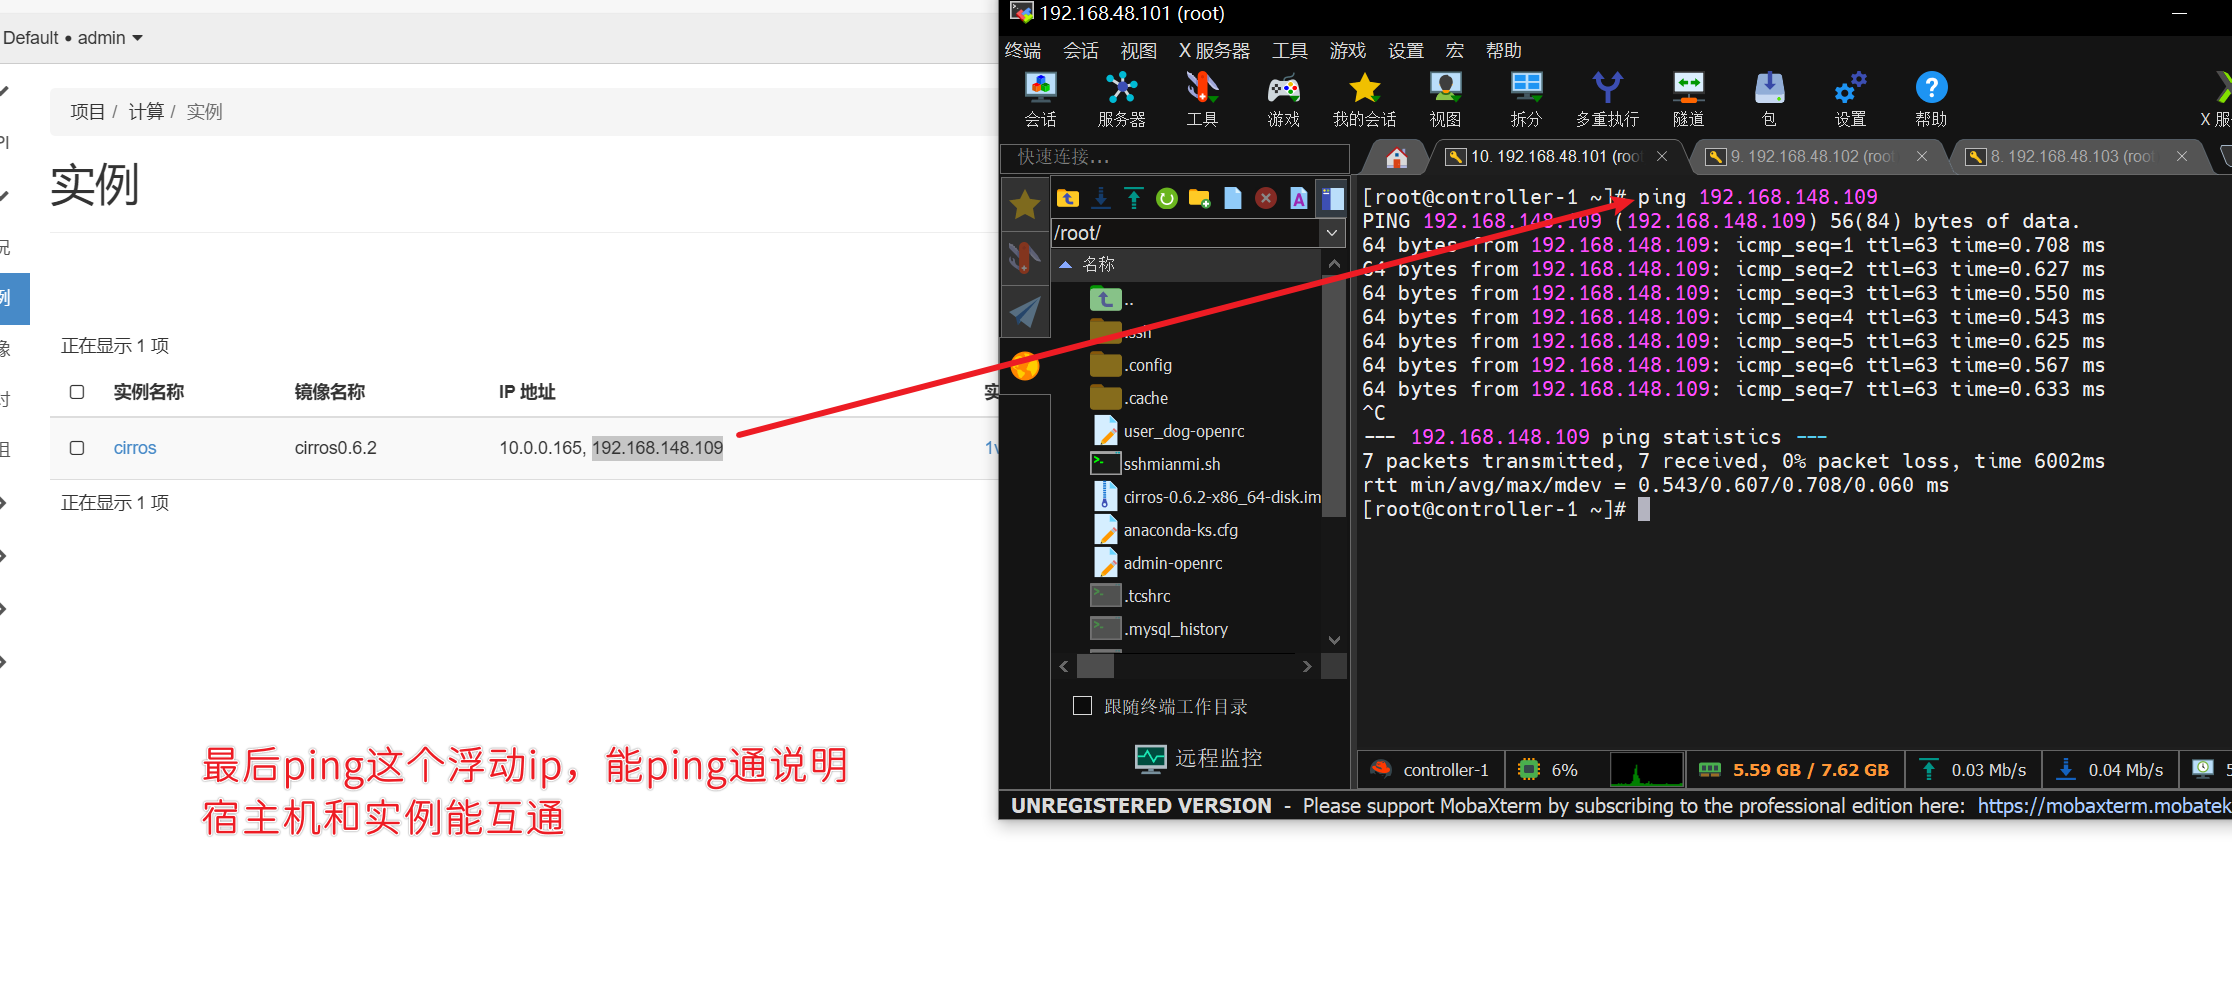 Default • admin
项目 / 计算 / 实例
实例
正在显示 1 项
实例名称 镜像名称 IP 地址
cirros cirros0.6.2 10.0.0.165, 192.168.148.109
正在显示 1 项
最后ping这个浮动ip，能ping通说明
宿主机和实例能互通
192.168.48.101 (root)
终端 会话 视图 X 服务器 工具 游戏 设置 宏 帮助
会话 服务器 工具 游戏 我的会话 视图 拆分 多重执行 隧道 包 设置 帮助
快速连接...
10. 192.168.48.101 (root
9. 192.168.48.102 (root
8. 192.168.48.103 (root
/root/
名称
..
.ssh
.config
.cache
user_dog-openrc
sshmianmi.sh
cirros-0.6.2-x86_64-disk.im
anaconda-ks.cfg
admin-openrc
.tcshrc
.mysql_history
跟随终端工作目录
远程监控
[root@controller-1 ~]# ping 192.168.148.109
PING 192.168.148.109 (192.168.148.109) 56(84) bytes of data.
64 bytes from 192.168.148.109: icmp_seq=1 ttl=63 time=0.708 ms
64 bytes from 192.168.148.109: icmp_seq=2 ttl=63 time=0.627 ms
64 bytes from 192.168.148.109: icmp_seq=3 ttl=63 time=0.550 ms
64 bytes from 192.168.148.109: icmp_seq=4 ttl=63 time=0.543 ms
64 bytes from 192.168.148.109: icmp_seq=5 ttl=63 time=0.625 ms
64 bytes from 192.168.148.109: icmp_seq=6 ttl=63 time=0.567 ms
64 bytes from 192.168.148.109: icmp_seq=7 ttl=63 time=0.633 ms
^C
--- 192.168.148.109 ping statistics ---
7 packets transmitted, 7 received, 0% packet loss, time 6002ms
rtt min/avg/max/mdev = 0.543/0.607/0.708/0.060 ms
[root@controller-1 ~]#
controller-1 6% 5.59 GB / 7.62 GB 0.03 Mb/s 0.04 Mb/s
UNREGISTERED VERSION - Please support MobaXterm by subscribing to the professional edition here: https://mobaxterm.mobatek